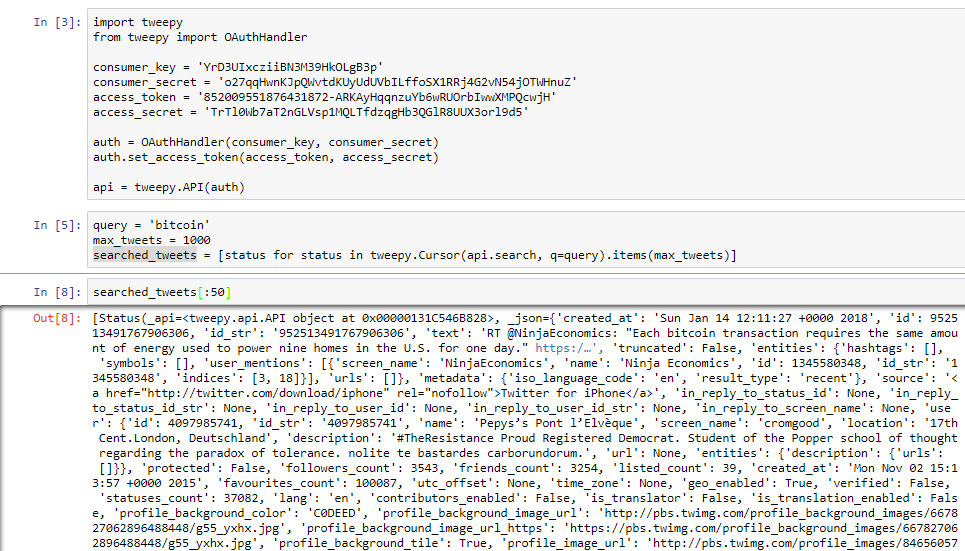 In [3]: import tweepy
from tweepy import OAuthHandler
consumer_key = 'YrD3UIxcziiBN3M39HkOLgB3p'
consumer_secret = 'o27qqHwnKJpQWvtdKUyUdUVbILffoSX1RRj4G2vN54jOTWHnuZ'
access_token = '852009551876431872-ARKAyHqqnzuYb6wRUOrbIwwXMPQcwjH'
access_secret = 'TrTl0Wb7aT2nGLVsp1MQLTfdzqgHb3QGlR8UUX3orl9d5'
auth = OAuthHandler(consumer_key, consumer_secret)
auth.set_access_token(access_token, access_secret)
api = tweepy.API(auth)
In [5]: query = 'bitcoin'
max_tweets = 1000
searched_tweets = [status for status in tweepy.Cursor(api.search, q=query).items(max_tweets)]
In [8]: searched_tweets[:50]
Out[8]: [Status(_api=<tweepy.api.API object at 0x00000131C546B828>, _json={'created_at': 'Sun Jan 14 12:11:27 +0000 2018', 'id': 9525
13491767906306, 'id_str': '952513491767906306', 'text': 'RT @NinjaEconomics: "Each bitcoin transaction requires the same amo
unt of energy used to power nine homes in the U.S. for one day." https:/…', 'truncated': False, 'entities': {'hashtags': [],
'symbols': [], 'user_mentions': [{'screen_name': 'NinjaEconomics', 'name': 'Ninja Economics', 'id': 1345580348, 'id_str': '1
345580348', 'indices': [3, 18]}], 'urls': []}, 'metadata': {'iso_language_code': 'en', 'result_type': 'recent'}, 'source': '<
a href="http://twitter.com/download/iphone" rel="nofollow">Twitter for iPhone</a>', 'in_reply_to_status_id': None, 'in_reply_
to_status_id_str': None, 'in_reply_to_user_id': None, 'in_reply_to_user_id_str': None, 'in_reply_to_screen_name': None, 'use
r': {'id': 4097985741, 'id_str': '4097985741', 'name': 'Pepys’s Pont l’Elvèque', 'screen_name': 'cromgood', 'location': '17th
Cent.London, Deutschland', 'description': '#TheResistance Proud Registered Democrat. Student of the Popper school of thought
regarding the paradox of tolerance. nolite te bastardes carborundorum.', 'url': None, 'entities': {'description': {'urls':
[]}}, 'protected': False, 'followers_count': 3543, 'friends_count': 3254, 'listed_count': 39, 'created_at': 'Mon Nov 02 15:1
3:57 +0000 2015', 'favourites_count': 100087, 'utc_offset': None, 'time_zone': None, 'geo_enabled': True, 'verified': False,
'statuses_count': 37082, 'lang': 'en', 'contributors_enabled': False, 'is_translator': False, 'is_translation_enabled': Fals
e, 'profile_background_color': 'C0DEED', 'profile_background_image_url': 'http://pbs.twimg.com/profile_background_images/6678
27062896488448/g55_yxhx.jpg', 'profile_background_image_url_https': 'https://pbs.twimg.com/profile_background_images/66782706
2896488448/g55_yxhx.jpg', 'profile_background_tile': True, 'profile_image_url': 'http://pbs.twimg.com/profile_images/84656057